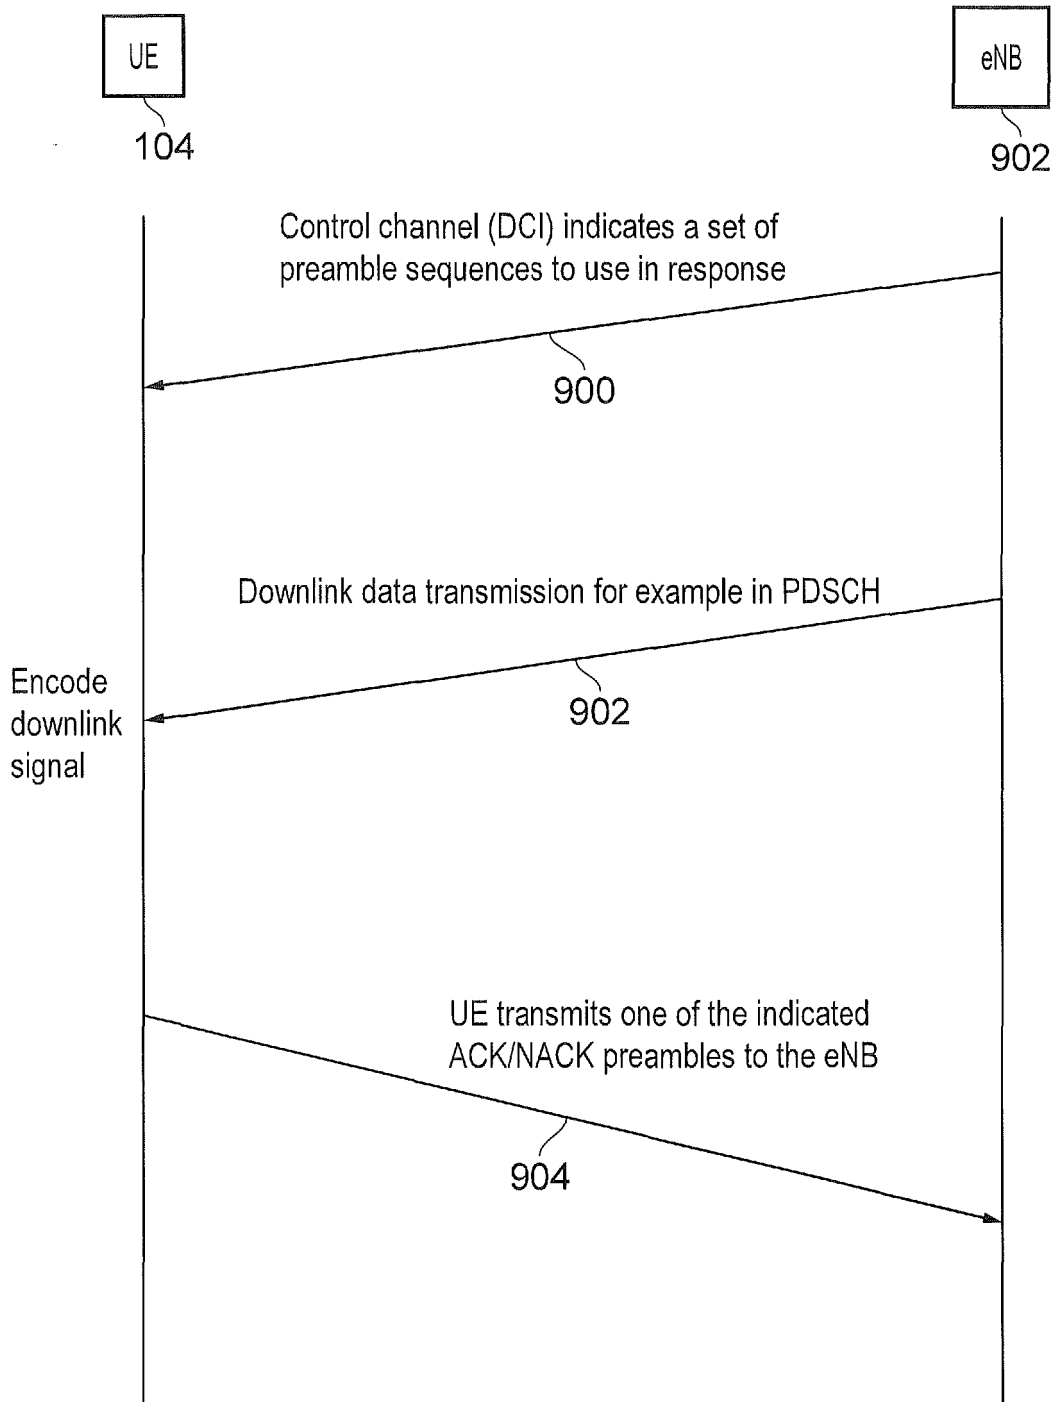 UE
eNB
104
902
Control channel (DCI) indicates a set of
preamble sequences to use in response
900
Downlink data transmission for example in PDSCH
Encode
downlink
signal
902
UE transmits one of the indicated
ACK/NACK preambles to the eNB
904